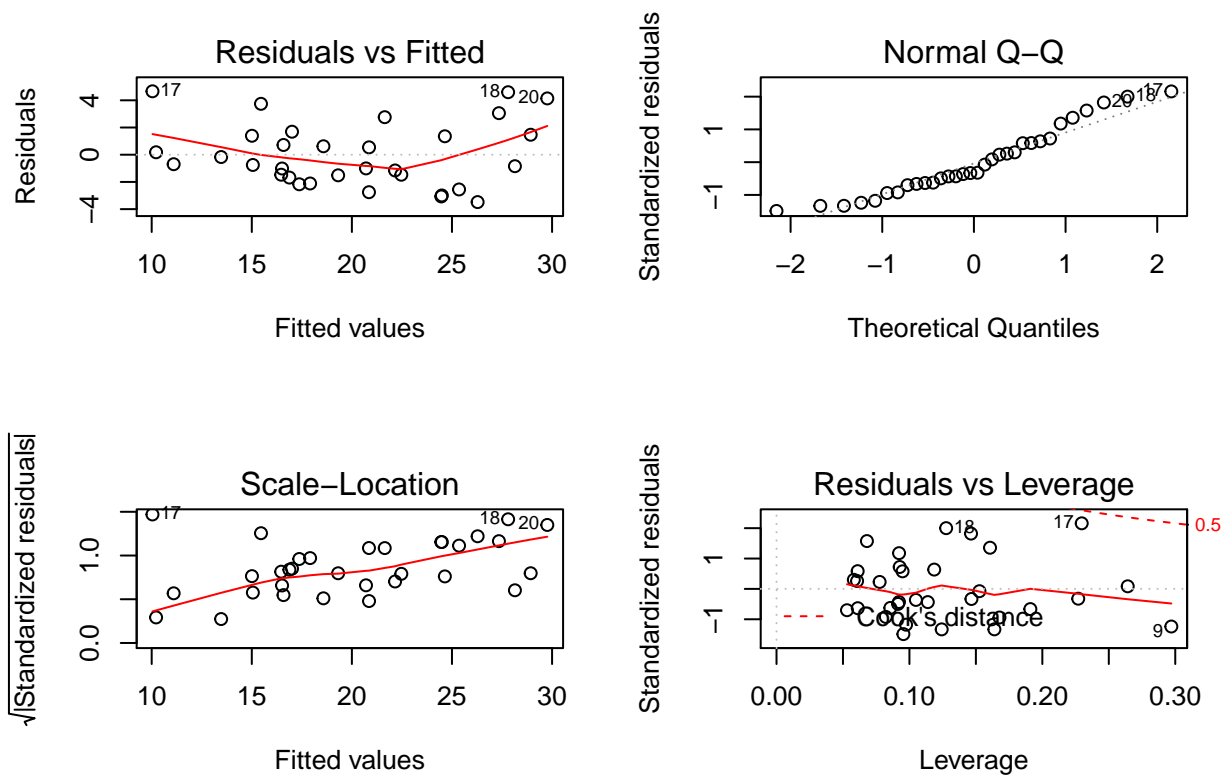 Residuals vs Fitted
Residuals
4
0
−4
17
18
20
10 15 20 25 30
Fitted values
Normal Q−Q
Standardized residuals
1
−1
20
18
17
−2 −1 0 1 2
Theoretical Quantiles
Scale−Location
√|Standardized residuals|
1.0
0.0
17
18
20
10 15 20 25 30
Fitted values
Residuals vs Leverage
Standardized residuals
1
−1
18
17
0.5
Cook's distance
9
0.00 0.10 0.20 0.30
Leverage